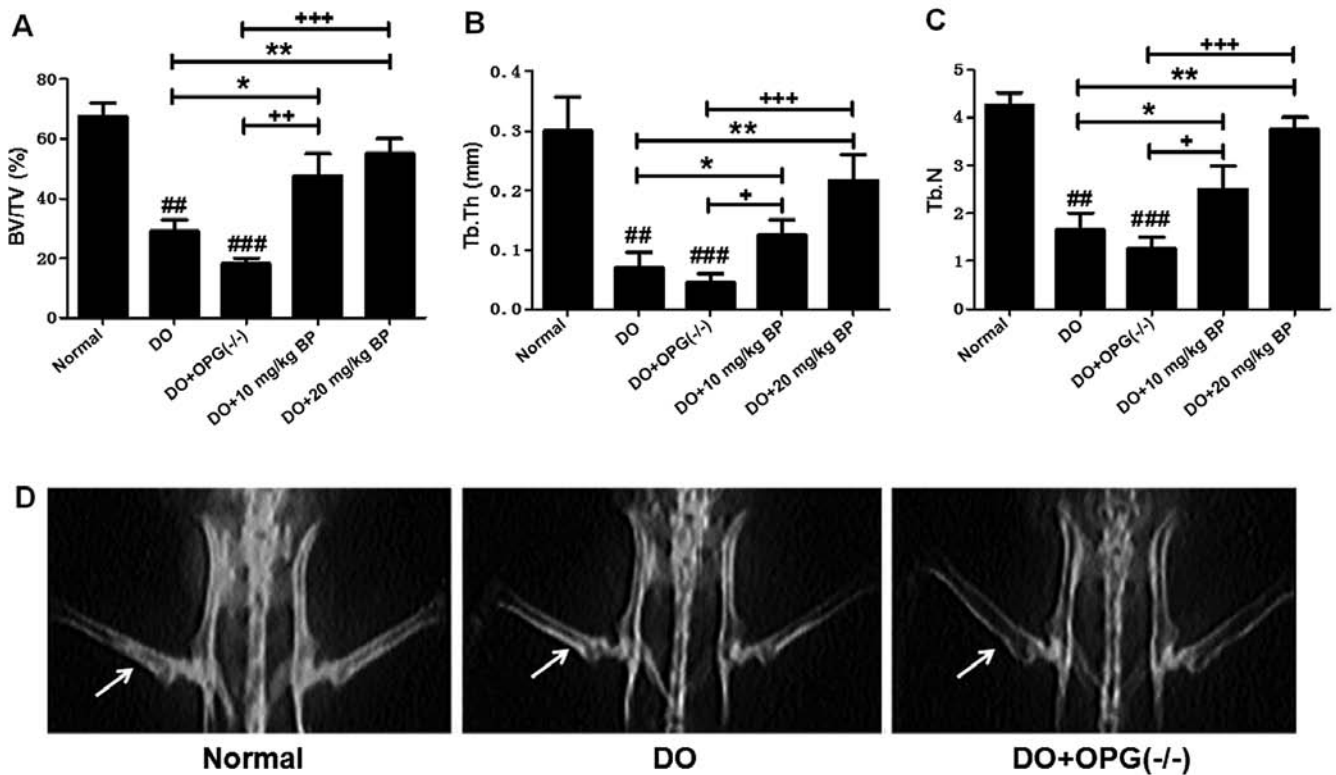 A
+++
**
*
++
##
###
BV/TV (%)
80
60
40
20
0
Normal
DO
DO+OPG(-/-)
DO+10 mg/kg BP
DO+20 mg/kg BP
B
+++
**
*
+
##
###
Tb.Th (mm)
0.4
0.3
0.2
0.1
0.0
Normal
DO
DO+OPG(-/-)
DO+10 mg/kg BP
DO+20 mg/kg BP
C
+++
**
*
+
##
###
Tb.N
5
4
3
2
1
0
Normal
DO
DO+OPG(-/-)
DO+10 mg/kg BP
DO+20 mg/kg BP
D
Normal
DO
DO+OPG(-/-)